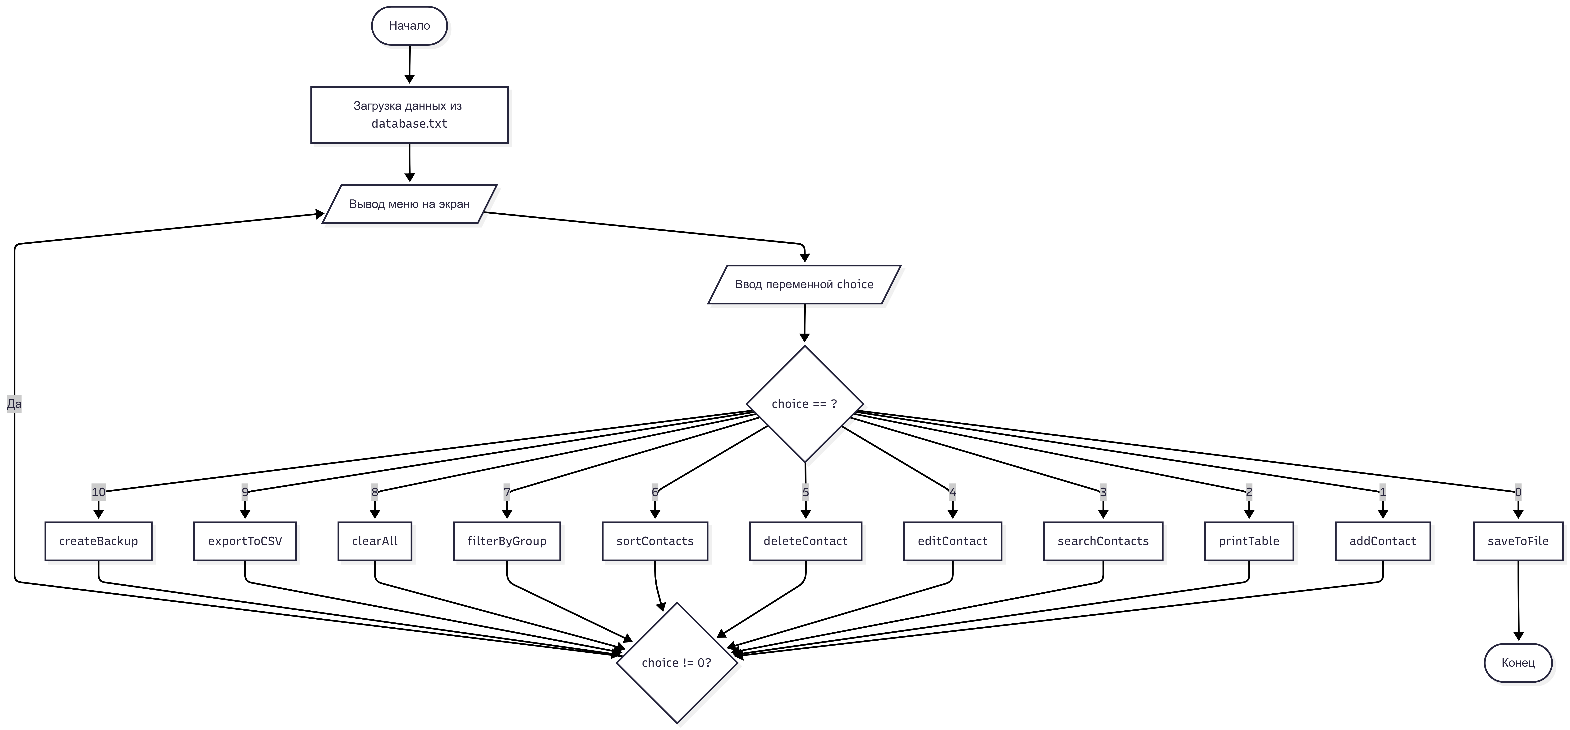 Начало
Загрузка данных из
database.txt
Вывод меню на экран
Ввод переменной choice
Да
choice == ?
10
9
8
7
6
5
4
3
2
1
0
createBackup
exportToCSV
clearAll
filterByGroup
sortContacts
deleteContact
editContact
searchContacts
printTable
addContact
saveToFile
choice != 0?
Конец